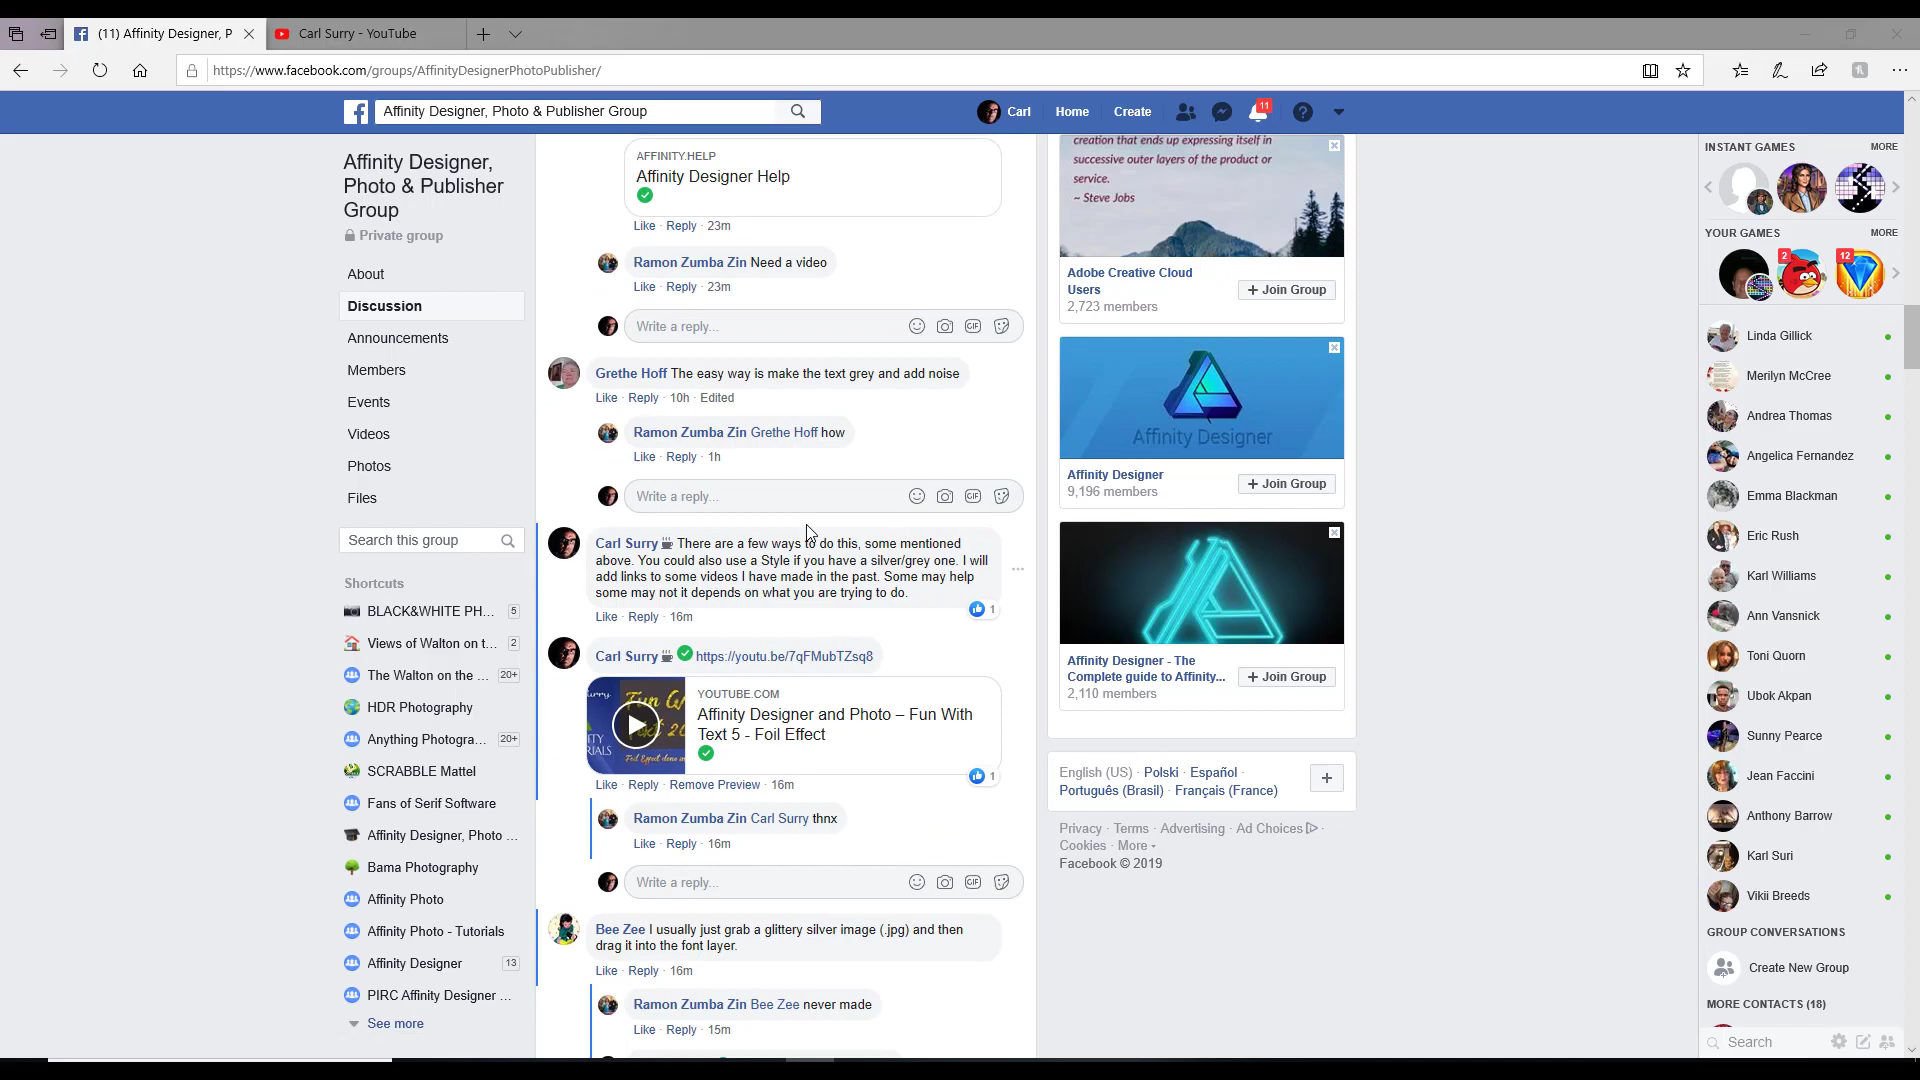 (11) Affinity Designer, P
Carl Surry - YouTube
https://www.facebook.com/groups/AffinityDesignerPhotoPublisher/
Affinity Designer, Photo & Publisher Group
Carl
Home
Create
11
Affinity Designer,
Photo & Publisher
Group
Private group
About
Discussion
Announcements
Members
Events
Videos
Photos
Files
Search this group
Shortcuts
BLACK&WHITE PH... 5
Views of Walton on t... 2
The Walton on the ... 20+
HDR Photography
Anything Photogra... 20+
SCRABBLE Mattel
Fans of Serif Software
Affinity Designer, Photo ...
Bama Photography
Affinity Photo
Affinity Photo - Tutorials
Affinity Designer 13
PIRC Affinity Designer ...
See more
AFFINITY.HELP
Affinity Designer Help
Like · Reply · 23m
Ramon Zumba Zin Need a video
Like · Reply · 23m
Write a reply...
GIF
Grethe Hoff The easy way is make the text grey and add noise
Like · Reply · 10h · Edited
Ramon Zumba Zin Grethe Hoff how
Like · Reply · 1h
Write a reply...
GIF
Carl Surry There are a few ways to do this, some mentioned
above. You could also use a Style if you have a silver/grey one. I will
add links to some videos I have made in the past. Some may help
some may not it depends on what you are trying to do.
1
Like · Reply · 16m
Carl Surry https://youtu.be/7qFMubTZsq8
YOUTUBE.COM
Affinity Designer and Photo – Fun With
Text 5 - Foil Effect
1
Like · Reply · Remove Preview · 16m
Ramon Zumba Zin Carl Surry thnx
Like · Reply · 16m
Write a reply...
GIF
Bee Zee I usually just grab a glittery silver image (.jpg) and then
drag it into the font layer.
Like · Reply · 16m
Ramon Zumba Zin Bee Zee never made
Like · Reply · 15m
creation that ends up expressing itself in
successive outer layers of the product or
service.
~ Steve Jobs
Adobe Creative Cloud
Users
2,723 members
+ Join Group
Affinity Designer
Affinity Designer
9,196 members
+ Join Group
Affinity Designer - The
Complete guide to Affinity...
2,110 members
+ Join Group
English (US) · Polski · Español ·
Português (Brasil) · Français (France)
Privacy · Terms · Advertising · Ad Choices ·
Cookies · More
Facebook © 2019
INSTANT GAMES MORE
YOUR GAMES MORE
2
12
Linda Gillick
Merilyn McCree
Andrea Thomas
Angelica Fernandez
Emma Blackman
Eric Rush
Karl Williams
Ann Vansnick
Toni Quorn
Ubok Akpan
Sunny Pearce
Jean Faccini
Anthony Barrow
Karl Suri
Vikii Breeds
GROUP CONVERSATIONS
Create New Group
MORE CONTACTS (18)
Search